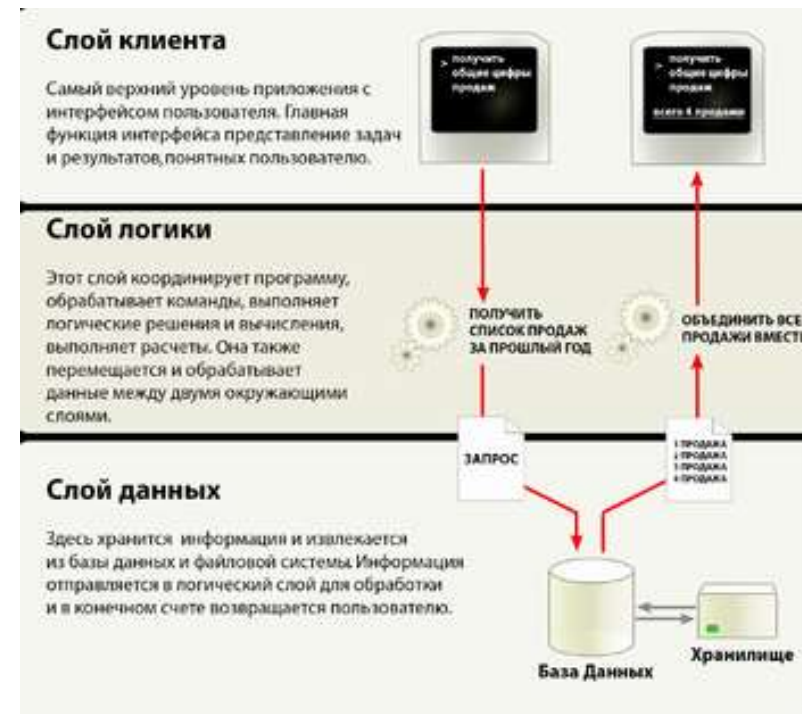 Слой клиента
Самый верхний уровень приложения с
интерфейсом пользователя. Главная
функция интерфейса представление задач
и результатов, понятных пользователю.
> получить
общие цифры
продаж
> получить
общие цифры
продаж
всего 4 продажи
Слой логики
Этот слой координирует программу,
обрабатывает команды, выполняет
логические решения и вычисления,
выполняет расчеты. Она также
перемещается и обрабатывает
данные между двумя окружающими
слоями.
ПОЛУЧИТЬ
СПИСОК ПРОДАЖ
ЗА ПРОШЛЫЙ ГОД
ОБЪЕДИНИТЬ ВСЕ
ПРОДАЖИ ВМЕСТЕ
ЗАПРОС
1 ПРОДАЖА
2 ПРОДАЖА
3 ПРОДАЖА
4 ПРОДАЖА
Слой данных
Здесь хранится информация и извлекается
из базы данных и файловой системы. Информация
отправляется в логический слой для обработки
и в конечном счете возвращается пользователю.
База Данных
Хранилище